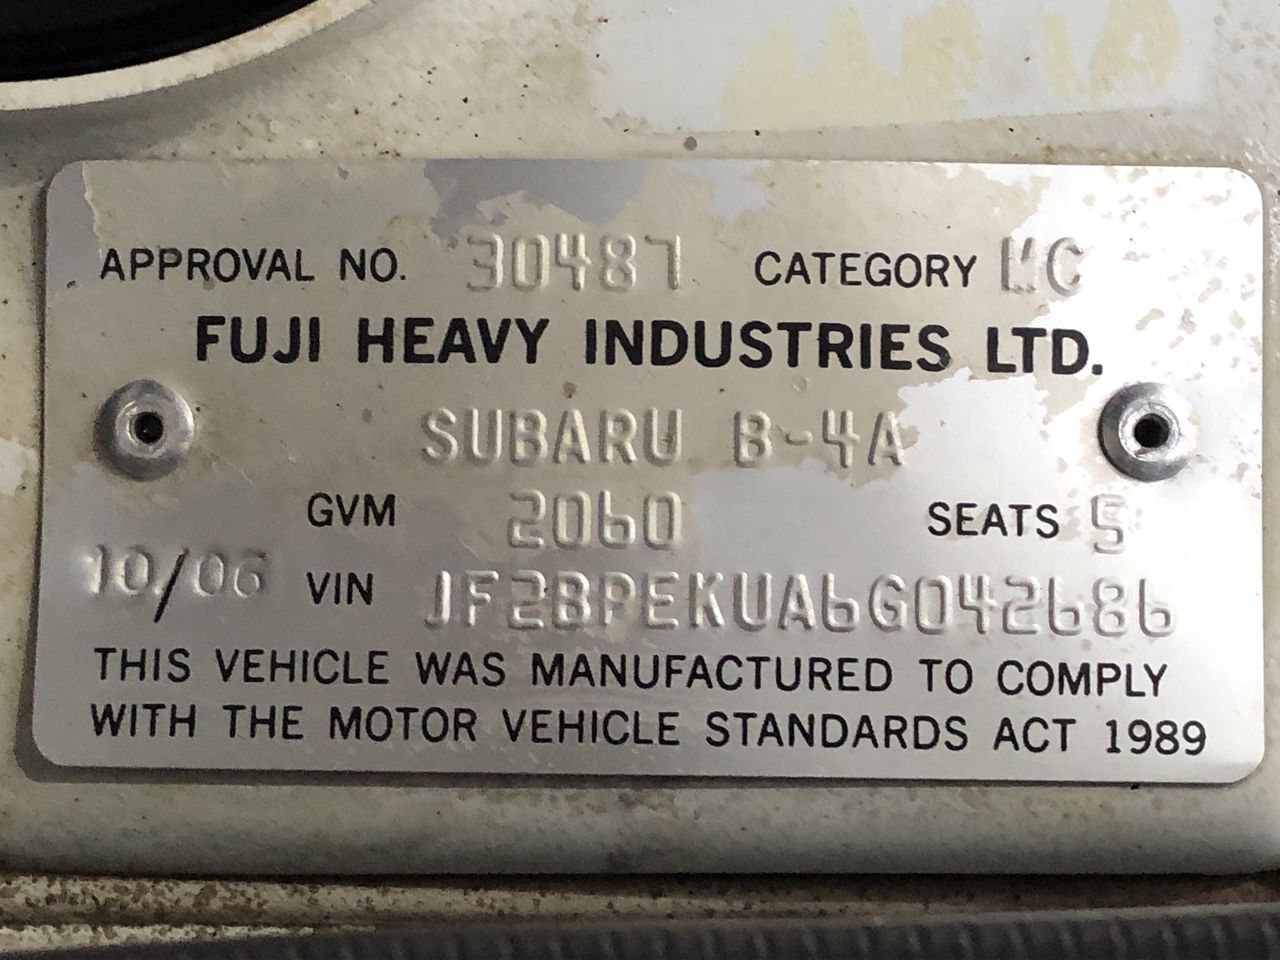 APPROVAL NO. 30487 CATEGORY MC
FUJI HEAVY INDUSTRIES LTD.
SUBARU B-4A
GVM 2060 SEATS 5
10/06 VIN JF2BPEKUA6G042686
THIS VEHICLE WAS MANUFACTURED TO COMPLY
WITH THE MOTOR VEHICLE STANDARDS ACT 1989